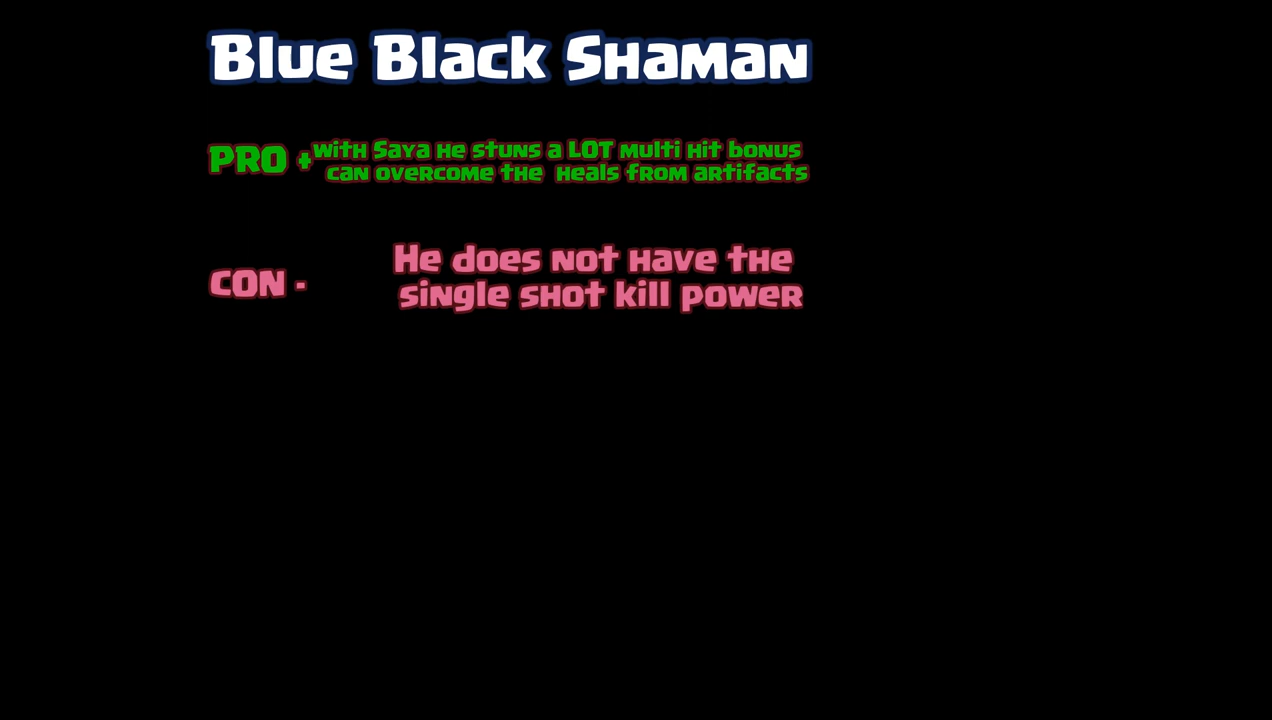 Blue Black Shaman
PRO + with Saya he stuns a LOT multi hit bonus
can overcome the heals from artifacts
He does not have the
CON -
single shot kill power